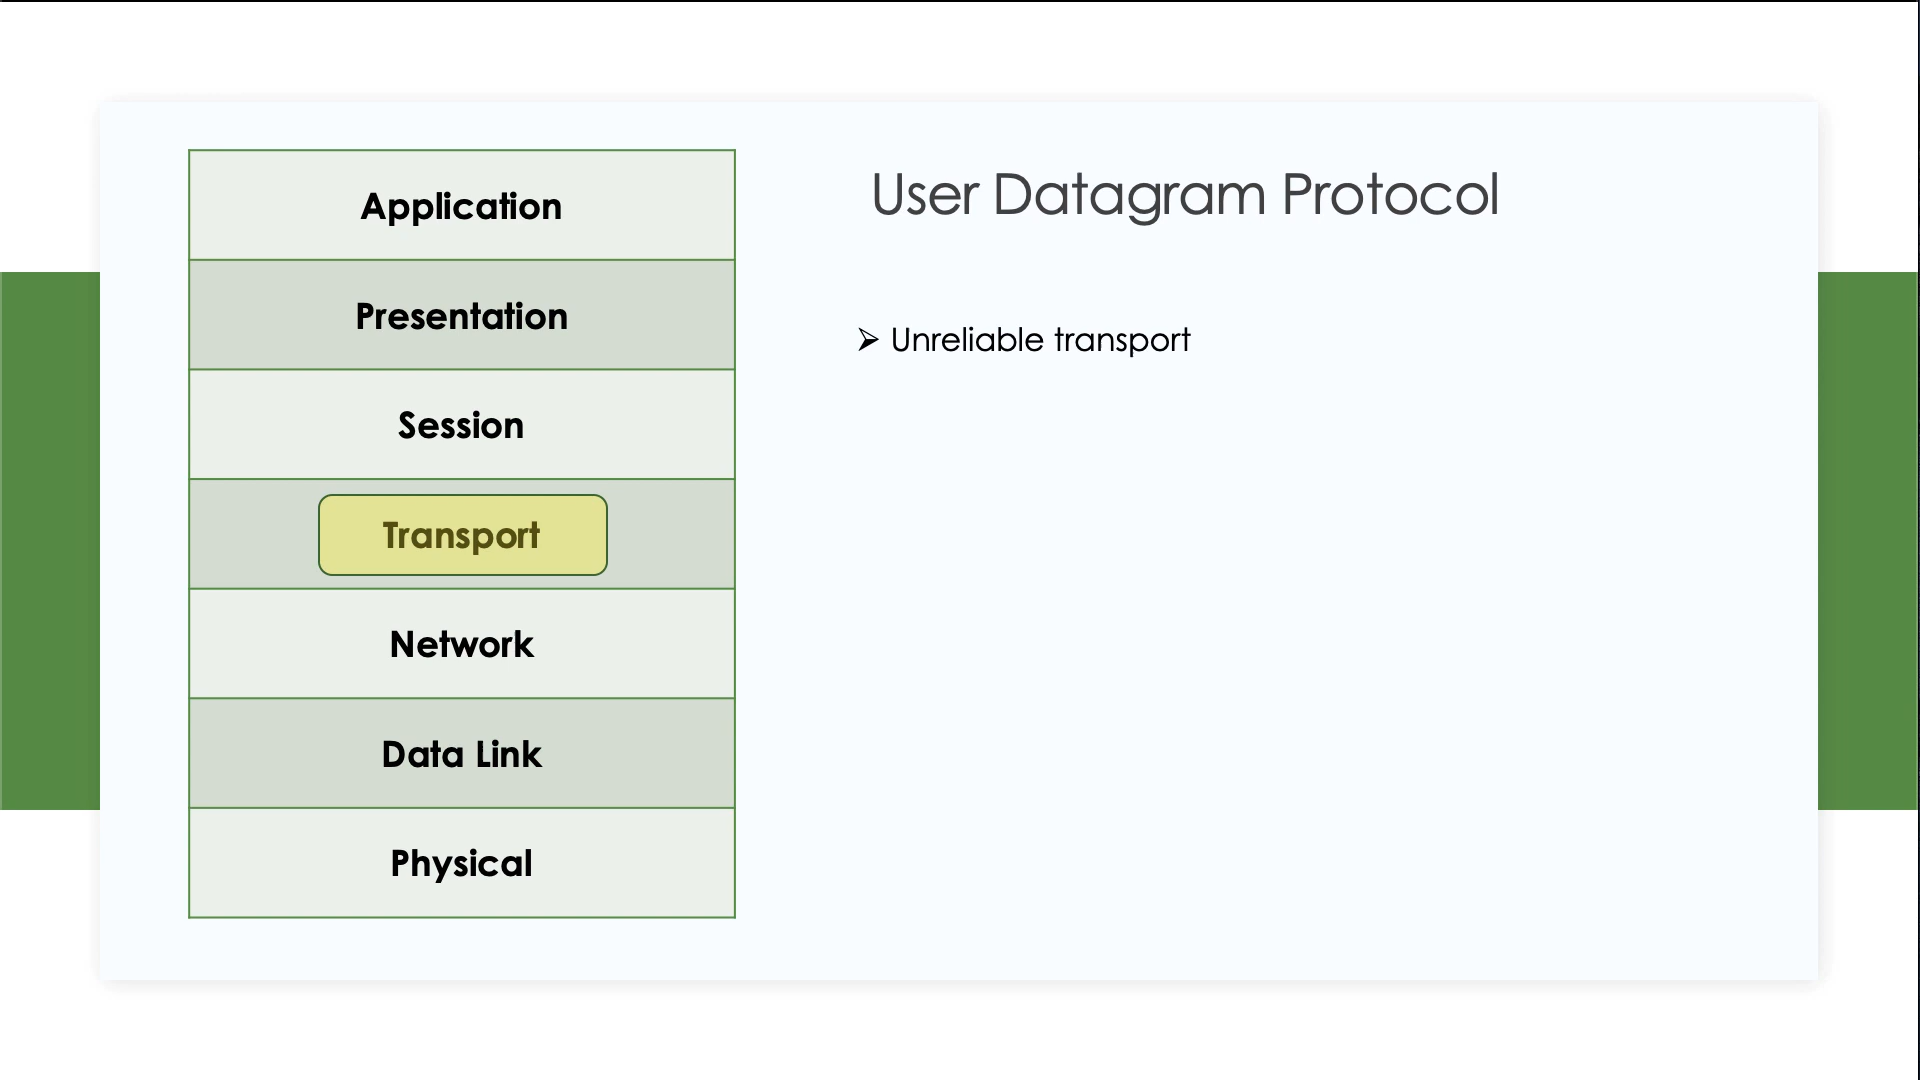 Application
Presentation
Session
Transport
Network
Data Link
Physical
User Datagram Protocol
➢ Unreliable transport